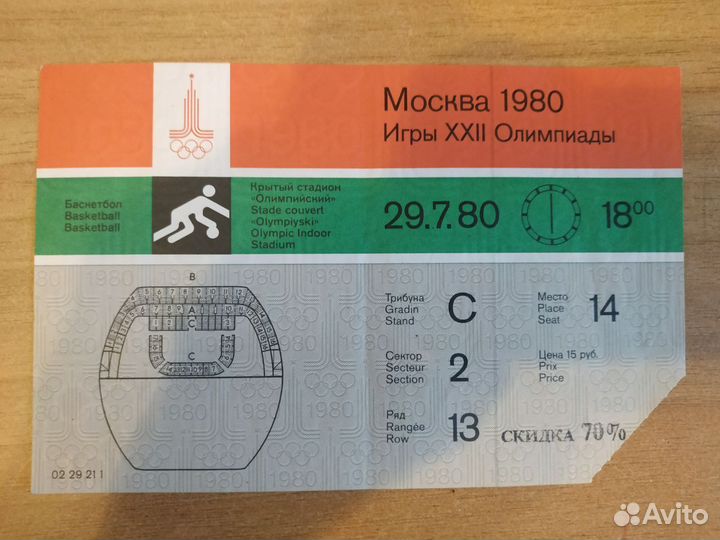 Москва 1980
Игры XXII Олимпиады
Баскетбол
Basketball
Basketball
Крытый стадион
«Олимпийский»
Stade couvert
«Olympiyski»
Olympic Indoor
Stadium
29.7.80
18⁰⁰
B
A
C
C
Трибуна
Gradin
Stand
C
Место
Place
Seat
14
Сектор
Secteur
Section
2
Цена 15 руб.
Prix
Price
Ряд
Rangée
Row
13
СКИДКА 70%
02 29 21 1
Avito